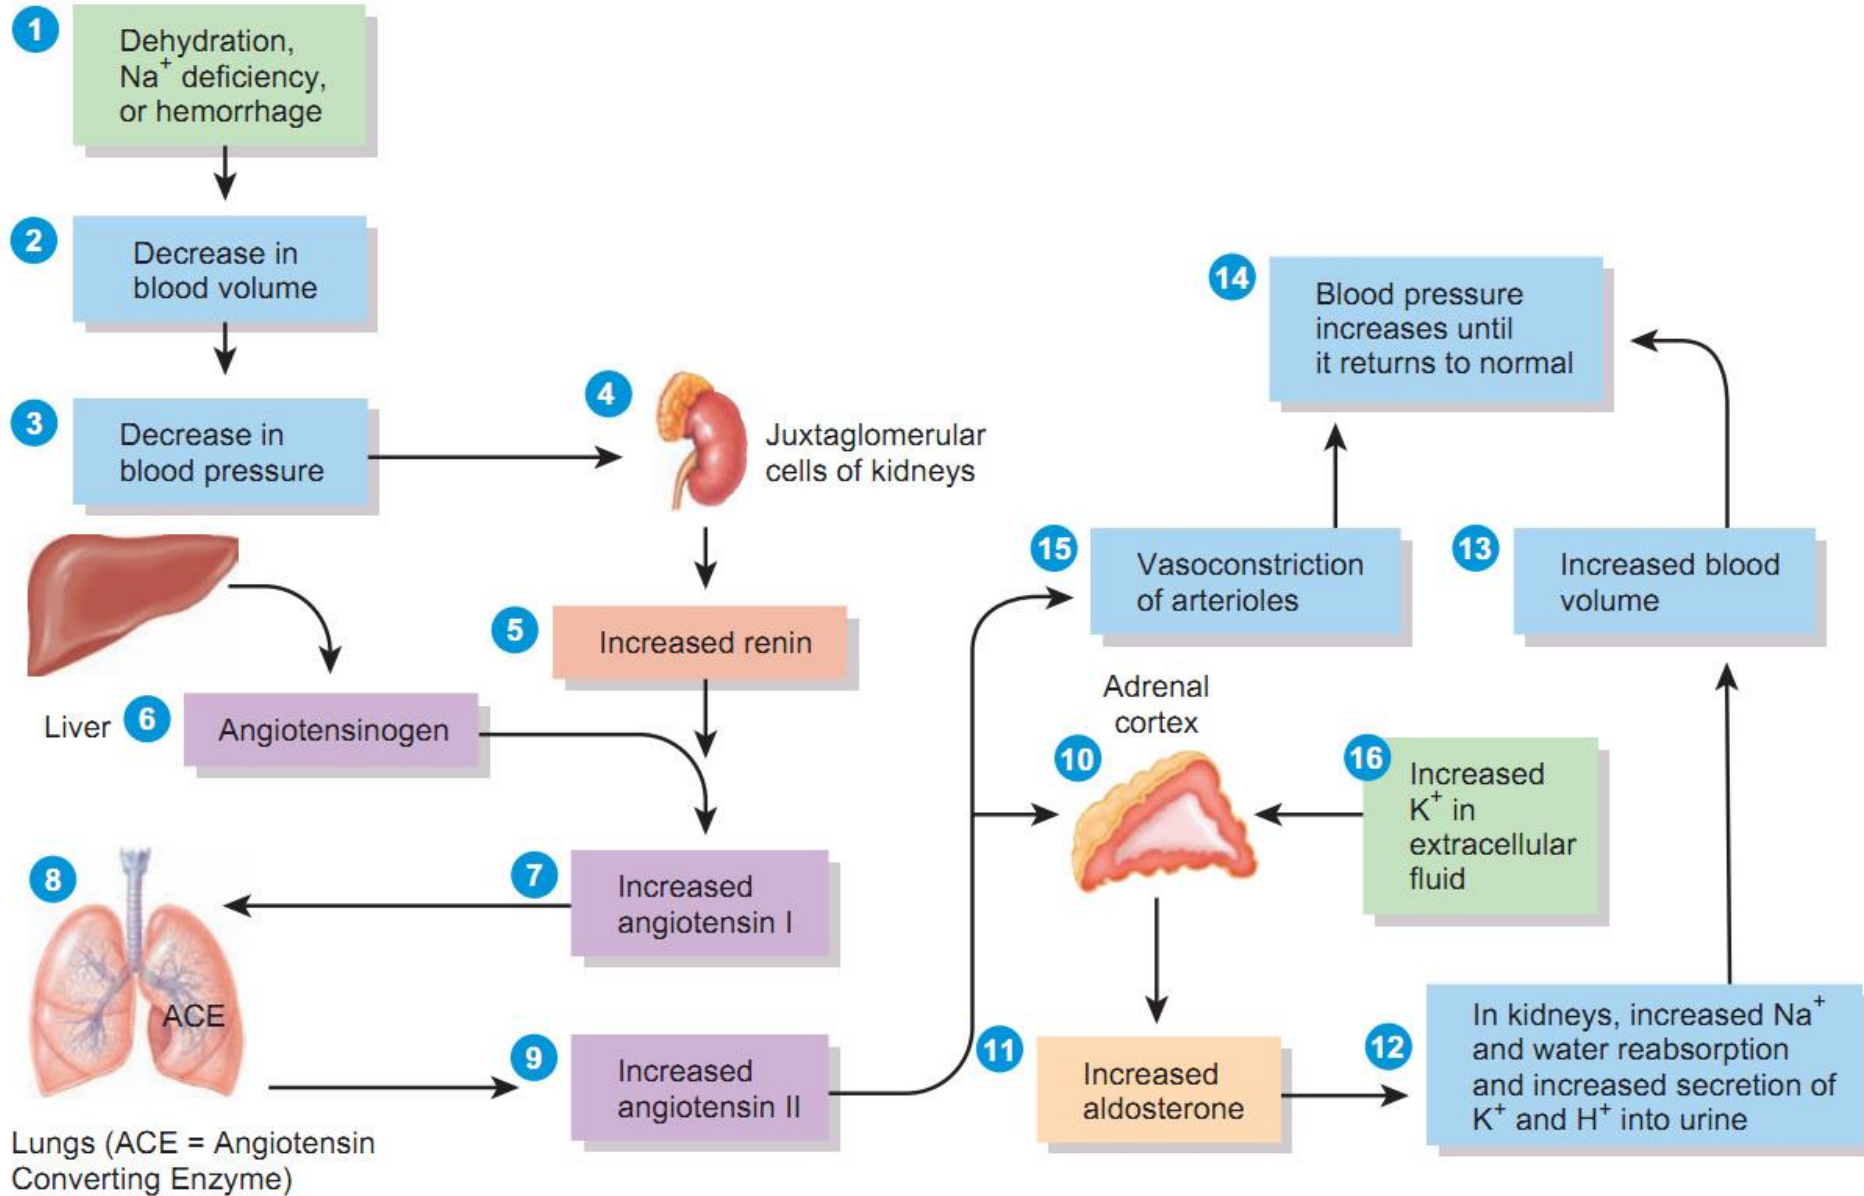 1
Dehydration,
Na⁺ deficiency,
or hemorrhage
2
Decrease in
blood volume
3
Decrease in
blood pressure
4
Juxtaglomerular
cells of kidneys
5
Increased renin
Liver
6
Angiotensinogen
7
Increased
angiotensin I
8
ACE
Lungs (ACE = Angiotensin
Converting Enzyme)
9
Increased
angiotensin II
10
Adrenal
cortex
11
Increased
aldosterone
12
In kidneys, increased Na⁺
and water reabsorption
and increased secretion of
K⁺ and H⁺ into urine
13
Increased blood
volume
14
Blood pressure
increases until
it returns to normal
15
Vasoconstriction
of arterioles
16
Increased
K⁺ in
extracellular
fluid